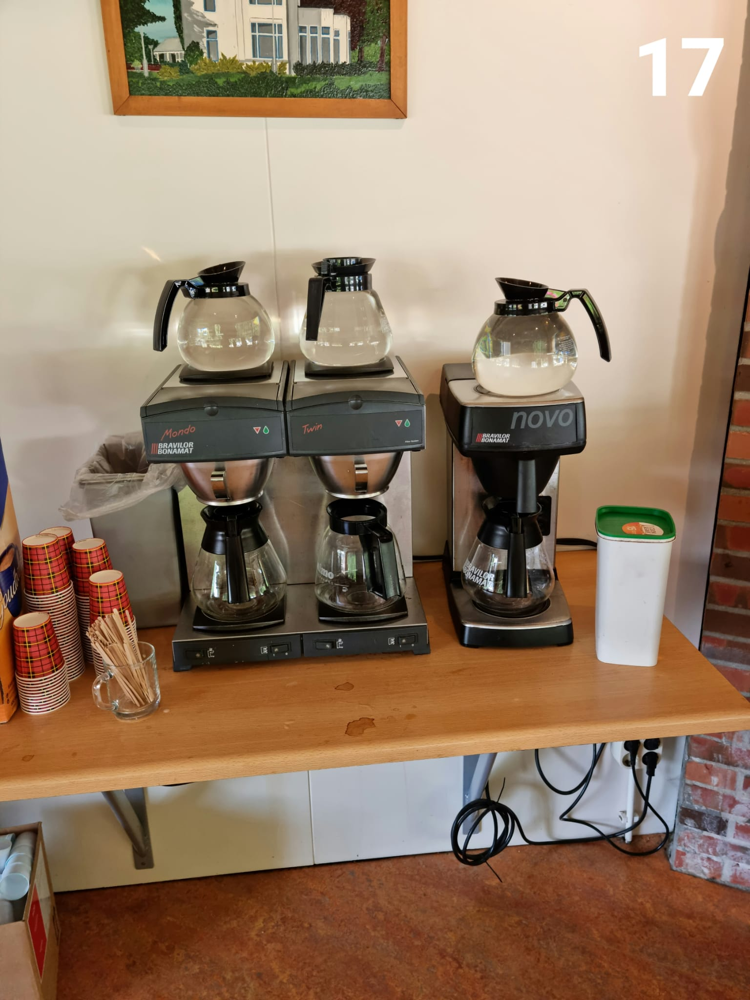 17
Mondo
BRAVILOR
BONAMAT
Twin
Filter System
novo
BRAVILOR
BONAMAT
BRAVILOR
BONAMAT